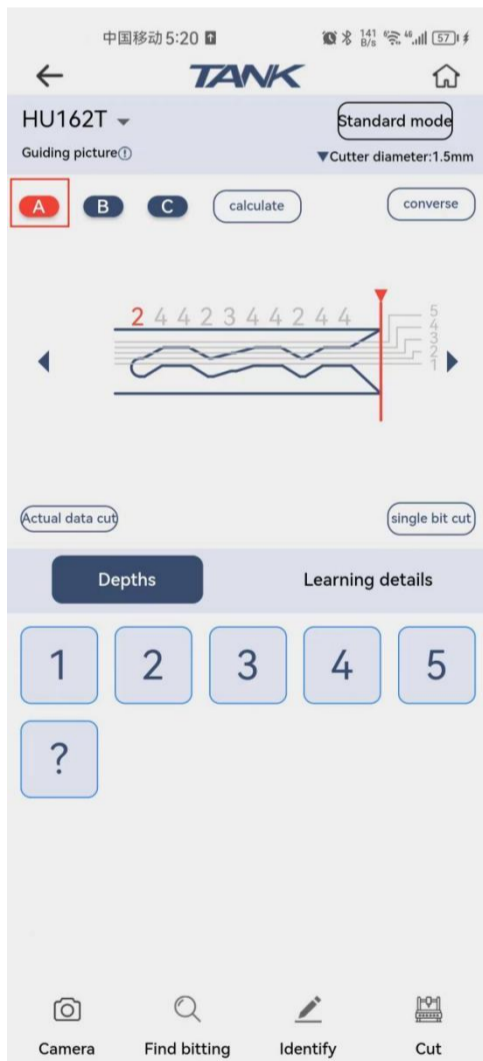 中国移动 5:20 141 B/s 46 57
TANK
HU162T Standard mode
Guiding picture Cutter diameter:1.5mm
A B C calculate converse
2 4 4 2 3 4 4 2 4 4
5
4
3
2
1
Actual data cut single bit cut
Depths Learning details
1 2 3 4 5
?
Camera Find bitting Identify Cut